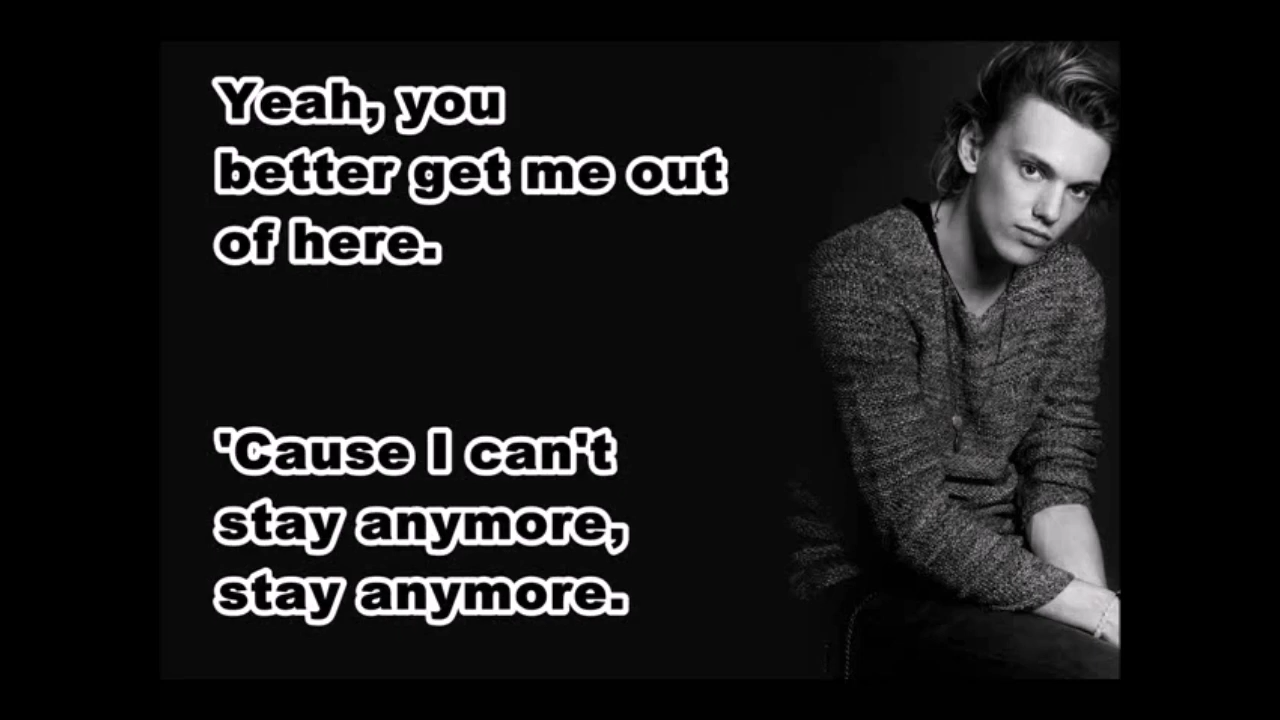 Yeah, you
better get me out
of here.
'Cause I can't
stay anymore,
stay anymore.